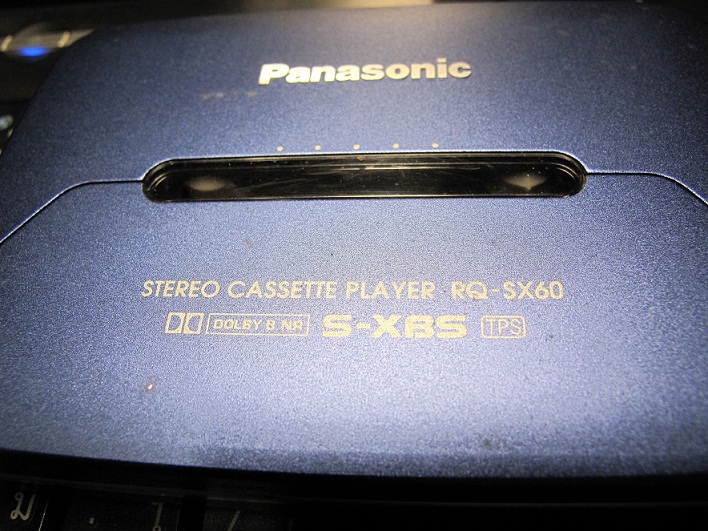 Panasonic
STEREO CASSETTE PLAYER RQ-SX60
DOLBY B NR S-XBS TPS